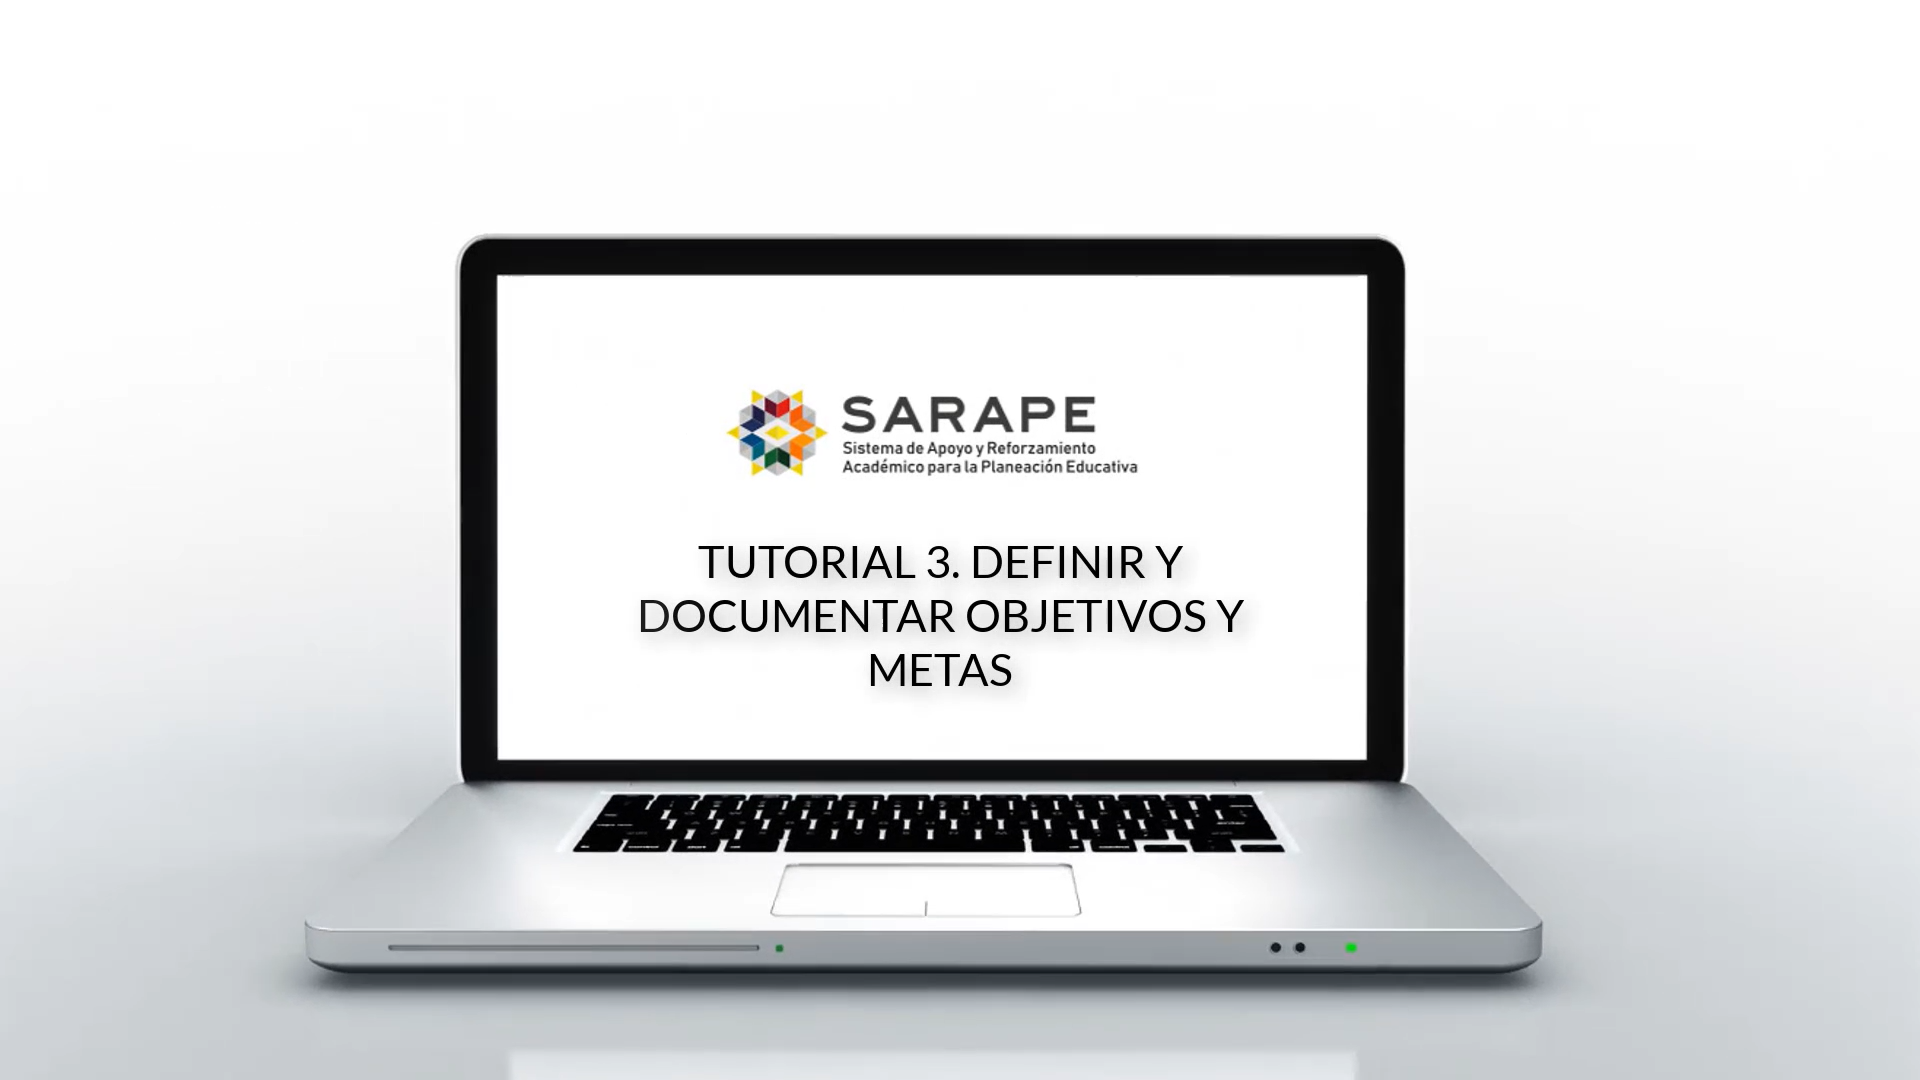 SARAPE
Sistema de Apoyo y Reforzamiento
Académico para la Planeación Educativa
TUTORIAL 3. DEFINIR Y
DOCUMENTAR OBJETIVOS Y
METAS